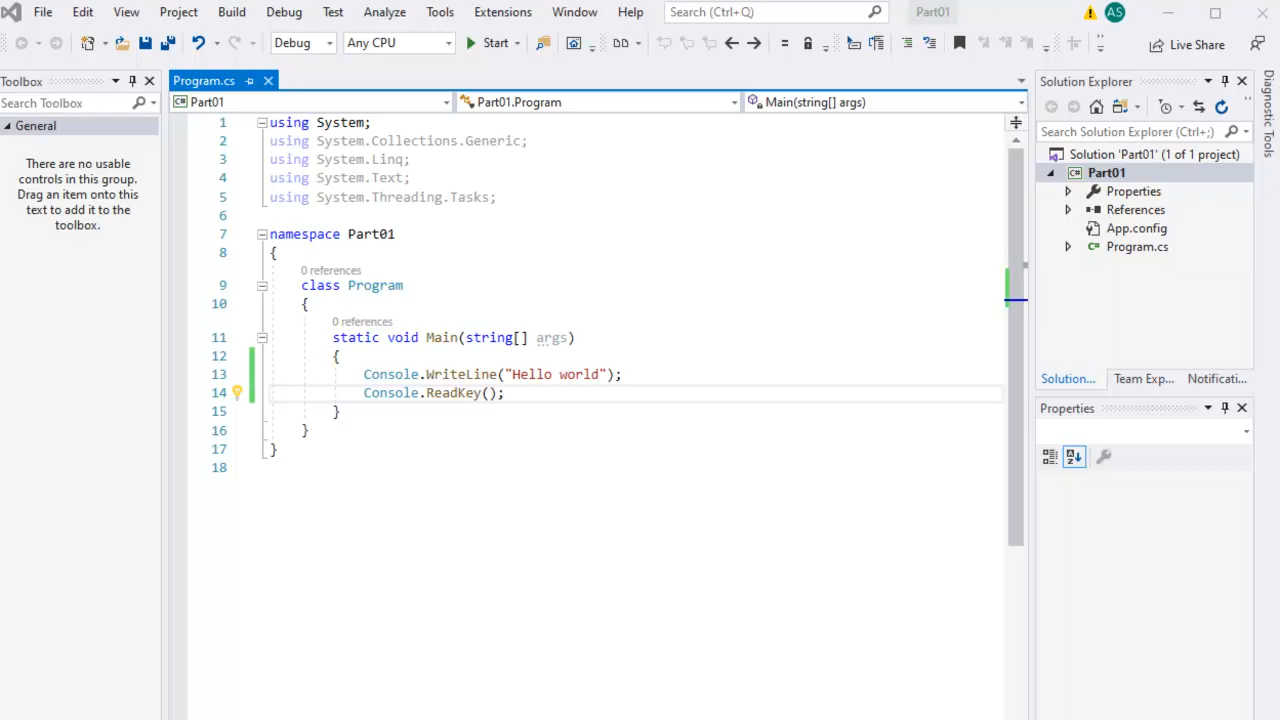 File Edit View Project Build Debug Test Analyze Tools Extensions Window Help Search (Ctrl+Q) Part01 AS
Debug Any CPU Start Live Share
Toolbox
Search Toolbox
General
There are no usable
controls in this group.
Drag an item onto this
text to add it to the
toolbox.
Program.cs
Part01 Part01.Program Main(string[] args)
1 using System;
2 using System.Collections.Generic;
3 using System.Linq;
4 using System.Text;
5 using System.Threading.Tasks;
6
7 namespace Part01
8 {
0 references
9 class Program
10 {
0 references
11 static void Main(string[] args)
12 {
13 Console.WriteLine("Hello world");
14 Console.ReadKey();
15 }
16 }
17 }
18
Solution Explorer
Search Solution Explorer (Ctrl+;)
Solution 'Part01' (1 of 1 project)
Part01
Properties
References
App.config
Program.cs
Solution... Team Exp... Notificati...
Properties
Diagnostic Tools